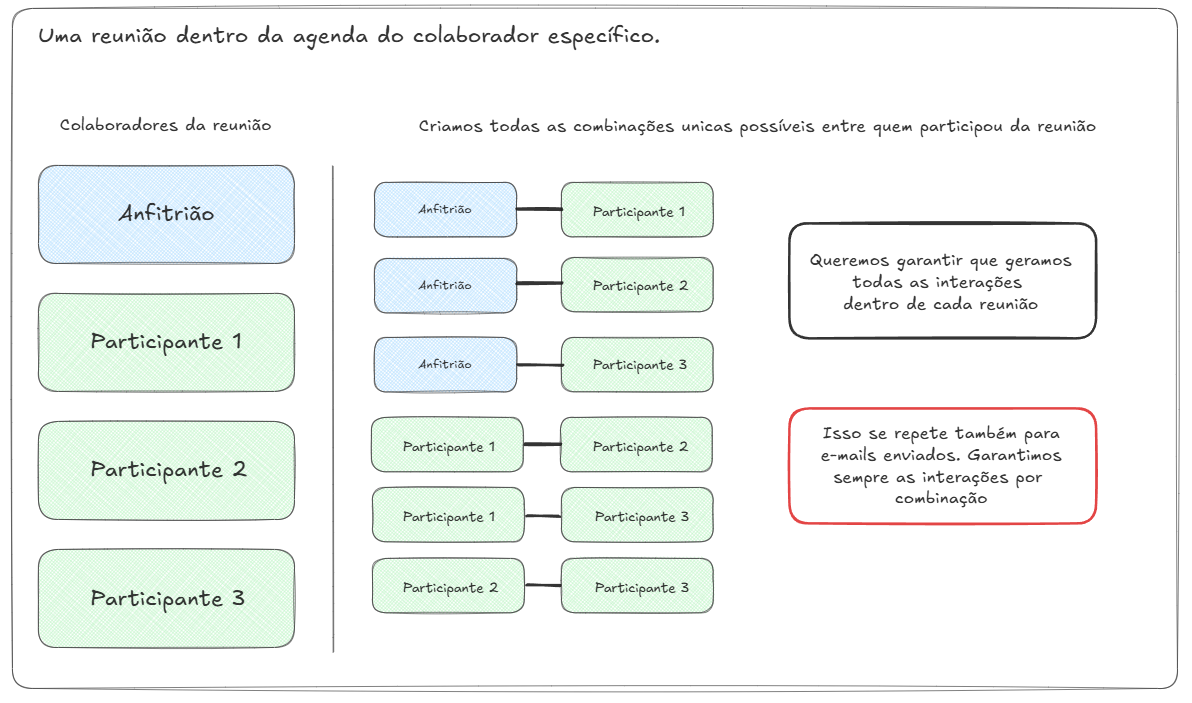 Uma reunião dentro da agenda do colaborador específico.
Colaboradores da reunião
Anfitrião
Participante 1
Participante 2
Participante 3
Criamos todas as combinações unicas possíveis entre quem participou da reunião
Anfitrião
Participante 1
Anfitrião
Participante 2
Anfitrião
Participante 3
Participante 1
Participante 2
Participante 1
Participante 3
Participante 2
Participante 3
Queremos garantir que geramos
todas as interações
dentro de cada reunião
Isso se repete também para
e-mails enviados. Garantimos
sempre as interações por
combinação